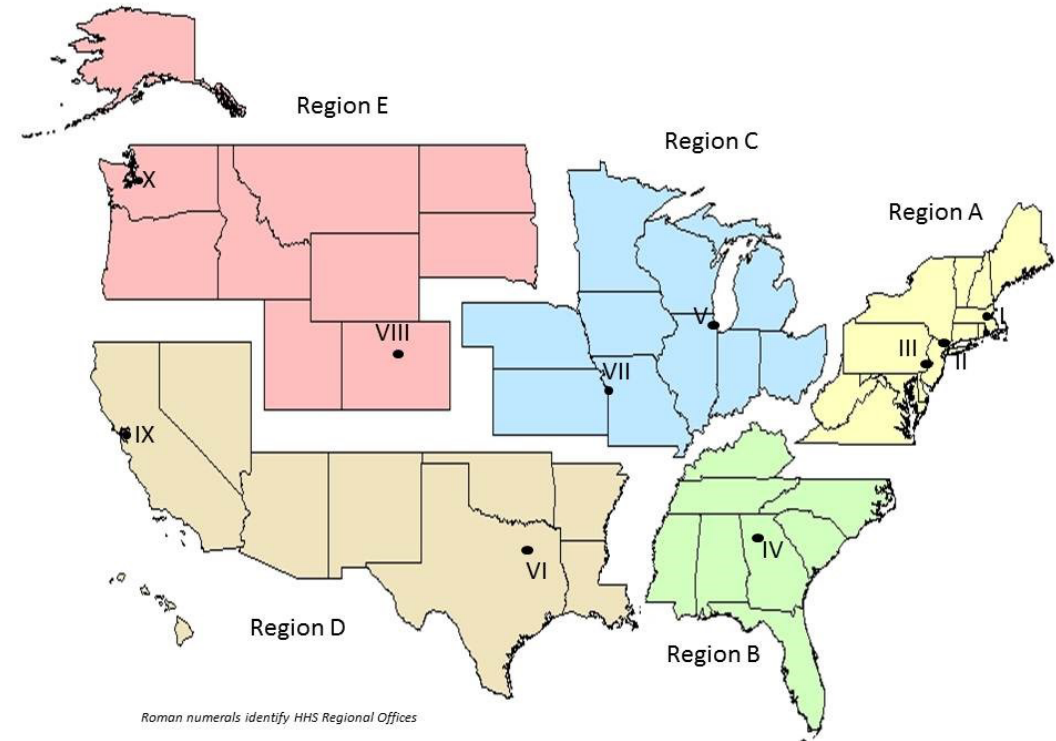 Region E
Region C
X
Region A
V
I
VIII
III
II
VII
IX
IV
VI
Region D
Region B
Roman numerals identify HHS Regional Offices